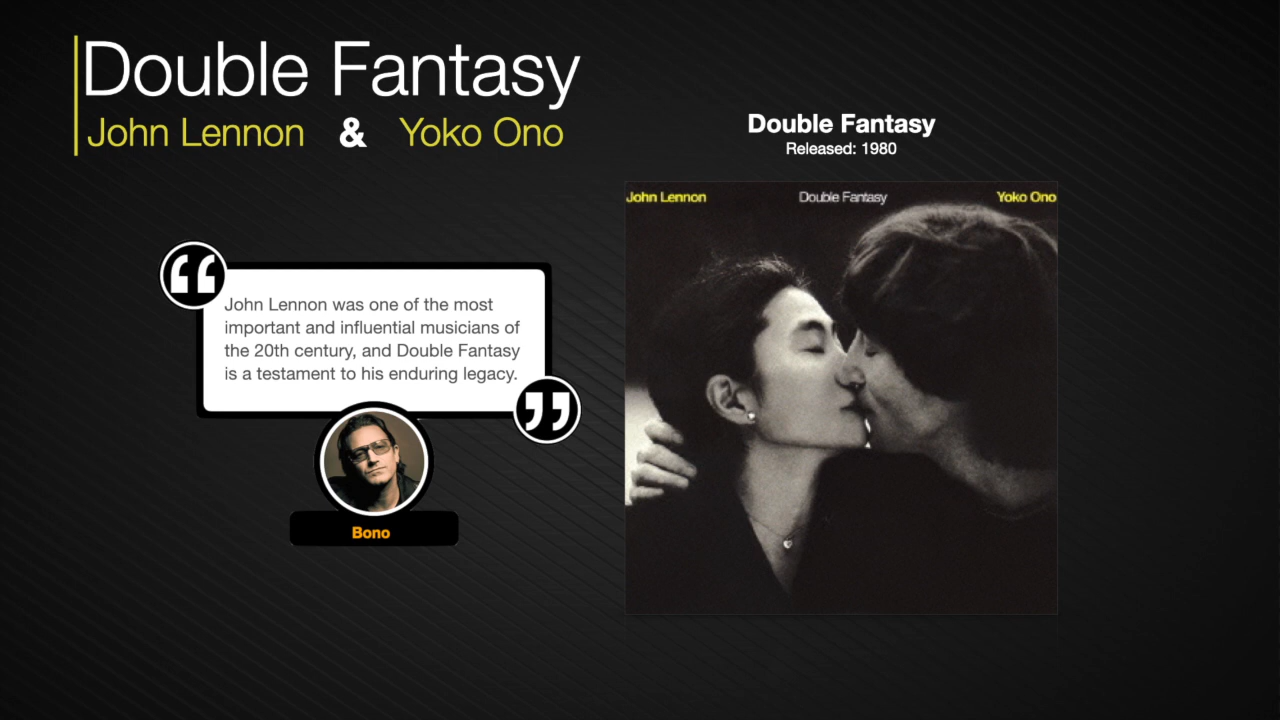 Double Fantasy
John Lennon & Yoko Ono
Double Fantasy
Released: 1980
John Lennon Double Fantasy Yoko Ono
“
John Lennon was one of the most
important and influential musicians of
the 20th century, and Double Fantasy
is a testament to his enduring legacy.
”
Bono